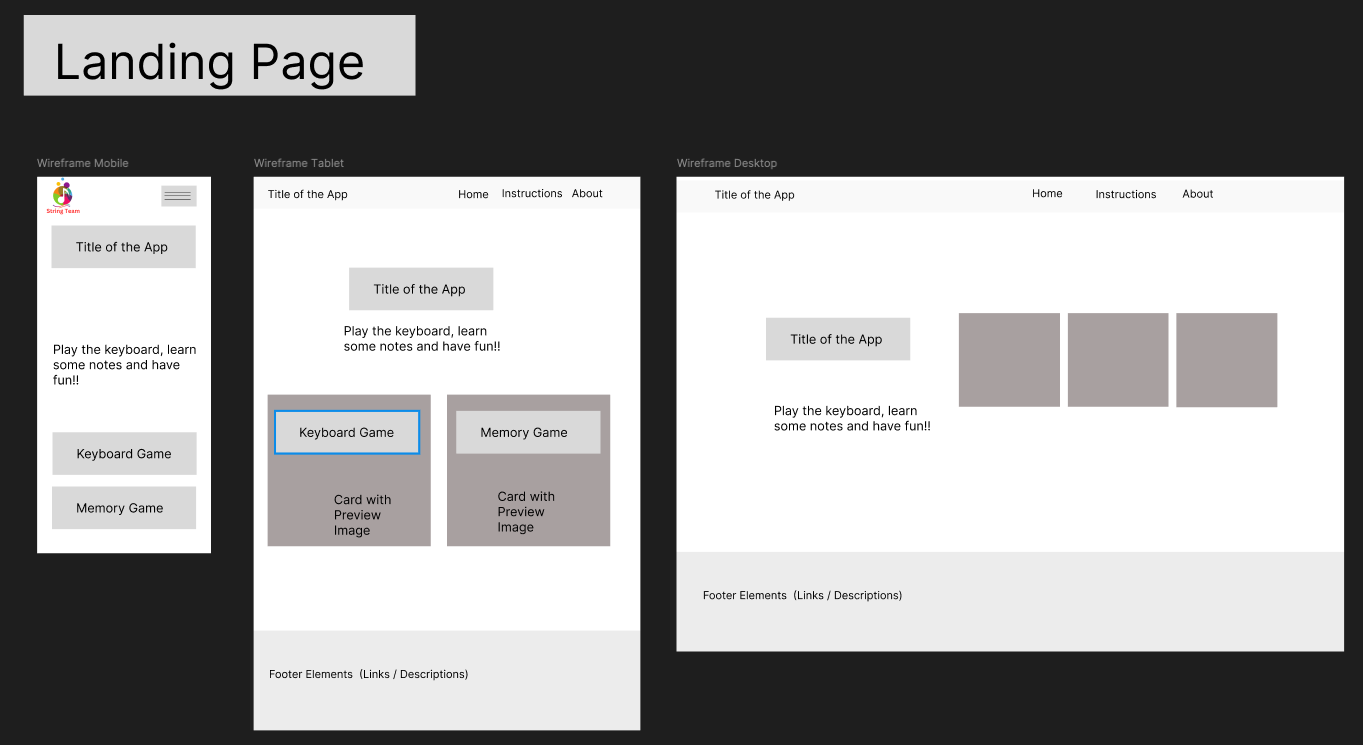 Landing Page
Wireframe Mobile
String Team
Title of the App
Play the keyboard, learn
some notes and have
fun!!
Keyboard Game
Memory Game
Wireframe Tablet
Title of the App
Home
Instructions
About
Title of the App
Play the keyboard, learn
some notes and have fun!!
Keyboard Game
Card with
Preview
Image
Memory Game
Card with
Preview
Image
Footer Elements  (Links / Descriptions)
Wireframe Desktop
Title of the App
Home
Instructions
About
Title of the App
Play the keyboard, learn
some notes and have fun!!
Footer Elements  (Links / Descriptions)